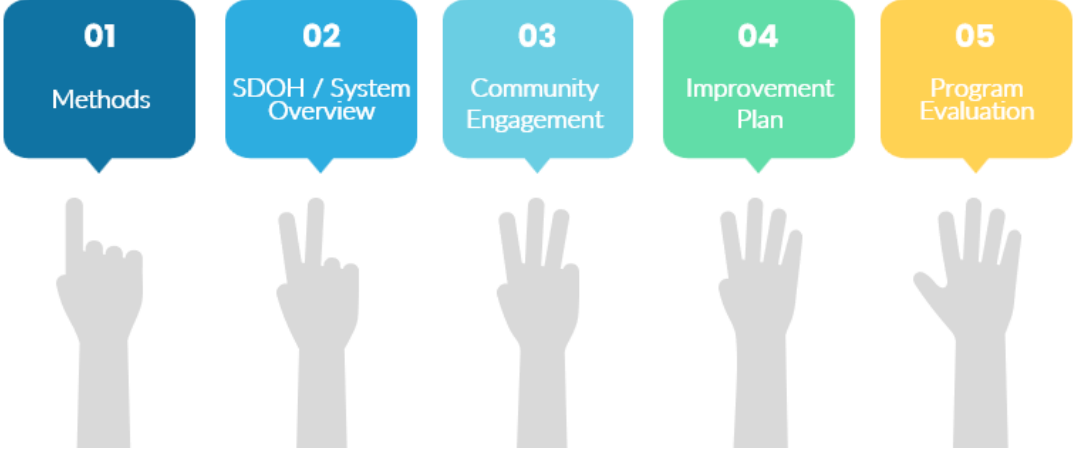 01
Methods
02
SDOH / System
Overview
03
Community
Engagement
04
Improvement
Plan
05
Program
Evaluation